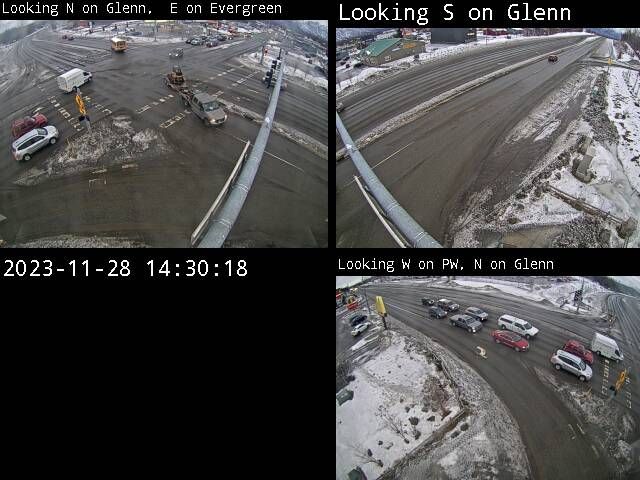 Looking N on Glenn,  E on Evergreen
Looking S on Glenn
2023-11-28 14:30:18
Looking W on PW, N on Glenn